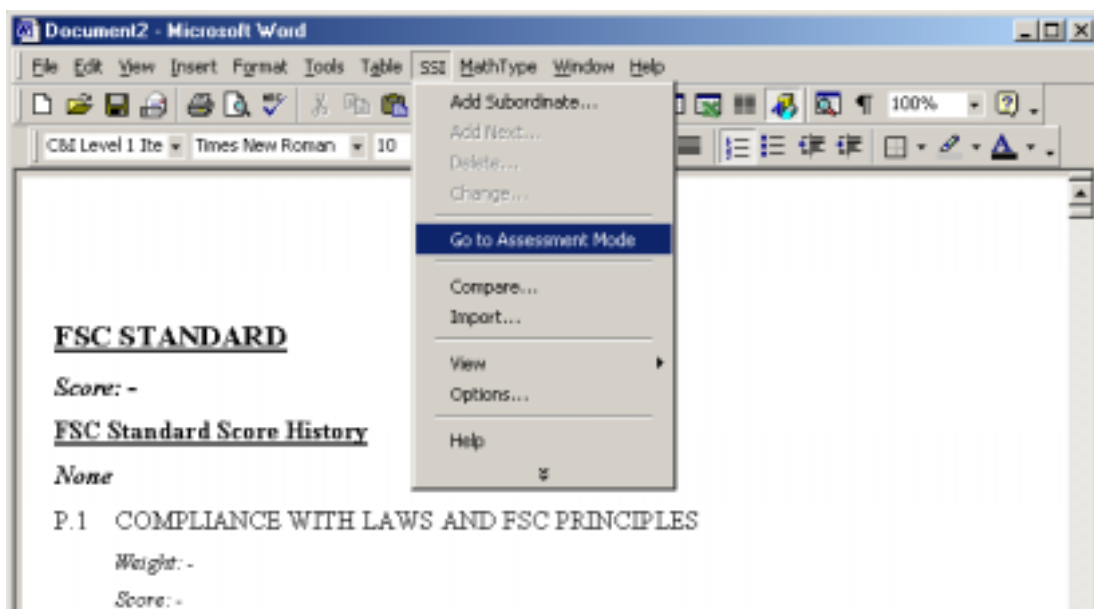 Document2 - Microsoft Word
File Edit View Insert Format Tools Table SSI MathType Window Help
100%
C&I Level 1 Ite Times New Roman 10
Add Subordinate...
Add Next...
Delete...
Change...
Go to Assessment Mode
Compare...
Import...
View
Options...
Help
FSC STANDARD
Score: -
FSC Standard Score History
None
P.1 COMPLIANCE WITH LAWS AND FSC PRINCIPLES
Weight: -
Score: -